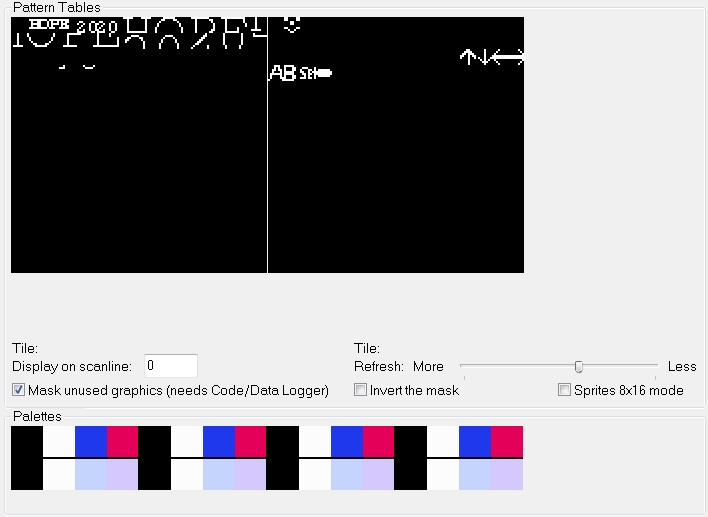 Pattern Tables
HOPE 2020
AB
Tile:
Tile:
Display on scanline: 0
Refresh: More Less
Mask unused graphics (needs Code/Data Logger)
Invert the mask
Sprites 8x16 mode
Palettes